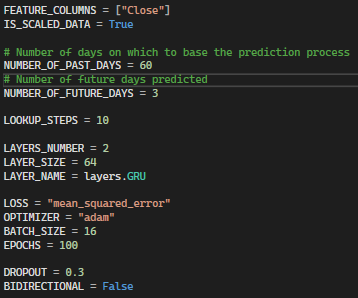 FEATURE_COLUMNS = ["Close"]
IS_SCALED_DATA = True
# Number of days on which to base the prediction process
NUMBER_OF_PAST_DAYS = 60
# Number of future days predicted
NUMBER_OF_FUTURE_DAYS = 3
LOOKUP_STEPS = 10
LAYERS_NUMBER = 2
LAYER_SIZE = 64
LAYER_NAME = layers.GRU
LOSS = "mean_squared_error"
OPTIMIZER = "adam"
BATCH_SIZE = 16
EPOCHS = 100
DROPOUT = 0.3
BIDIRECTIONAL = False